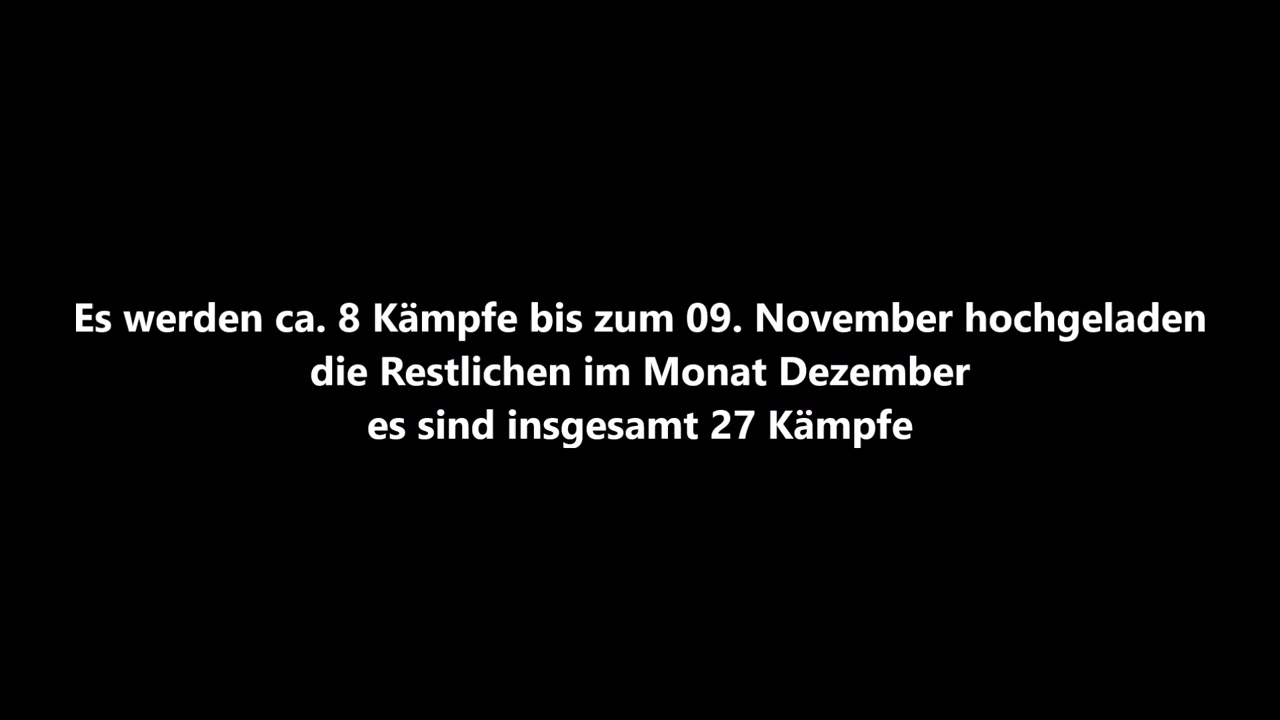 Es werden ca. 8 Kämpfe bis zum 09. November hochgeladen
die Restlichen im Monat Dezember
es sind insgesamt 27 Kämpfe